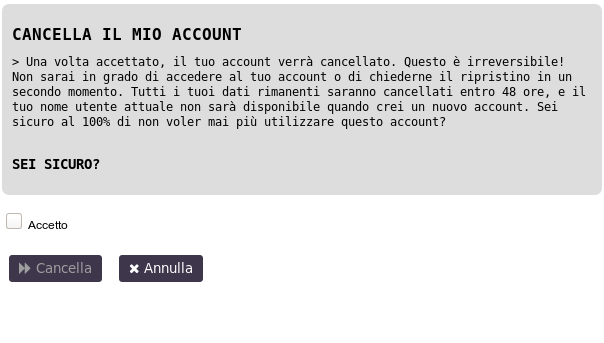 CANCELLA IL MIO ACCOUNT
> Una volta accettato, il tuo account verrà cancellato. Questo è irreversibile!
Non sarai in grado di accedere al tuo account o di chiederne il ripristino in un
secondo momento. Tutti i tuoi dati rimanenti saranno cancellati entro 48 ore, e il
tuo nome utente attuale non sarà disponibile quando crei un nuovo account. Sei
sicuro al 100% di non voler mai più utilizzare questo account?
SEI SICURO?
Accetto
Cancella
Annulla